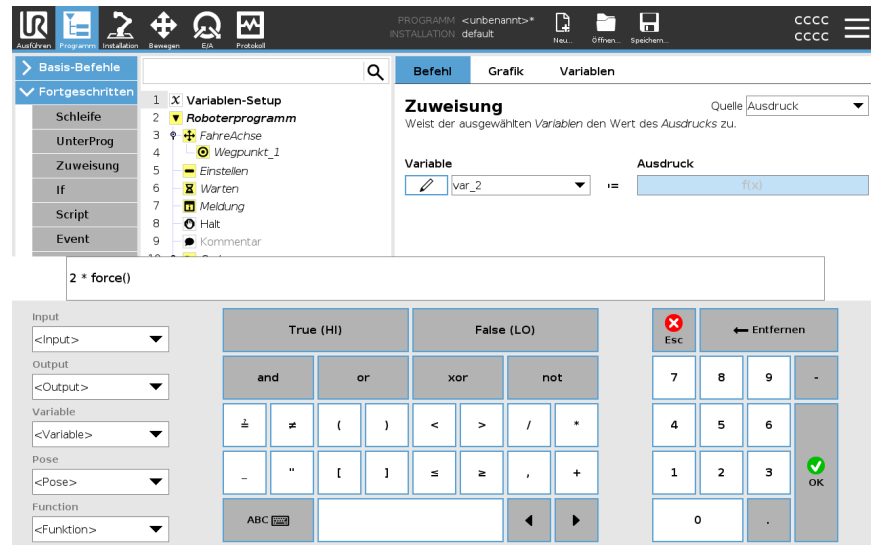 PROGRAMM <unbenannt>*
INSTALLATION default
Ausführen Programm Installation Bewegen E/A Protokoll Neu... Öffnen... Speichern...
CCCC
CCCC
Basis-Befehle
Fortgeschritten
Schleife
UnterProg
Zuweisung
If
Script
Event
1 X Variablen-Setup
2 Roboterprogramm
3 FahreAchse
4 Wegpunkt_1
5 Einstellen
6 Warten
7 Meldung
8 Halt
9 Kommentar
Befehl Grafik Variablen
Zuweisung
Quelle Ausdruck
Weist der ausgewählten Variablen den Wert des Ausdrucks zu.
Variable Ausdruck
var_2 := f(x)
2 * force()
Input
<Input>
Output
<Output>
Variable
<Variable>
Pose
<Pose>
Function
<Funktion>
True (HI) False (LO)
and or xor not
≟ ≠ ( ) < > / *
_ " [ ] ≤ ≥ , +
ABC
Esc Entfernen
7 8 9 -
4 5 6
1 2 3 OK
0 .